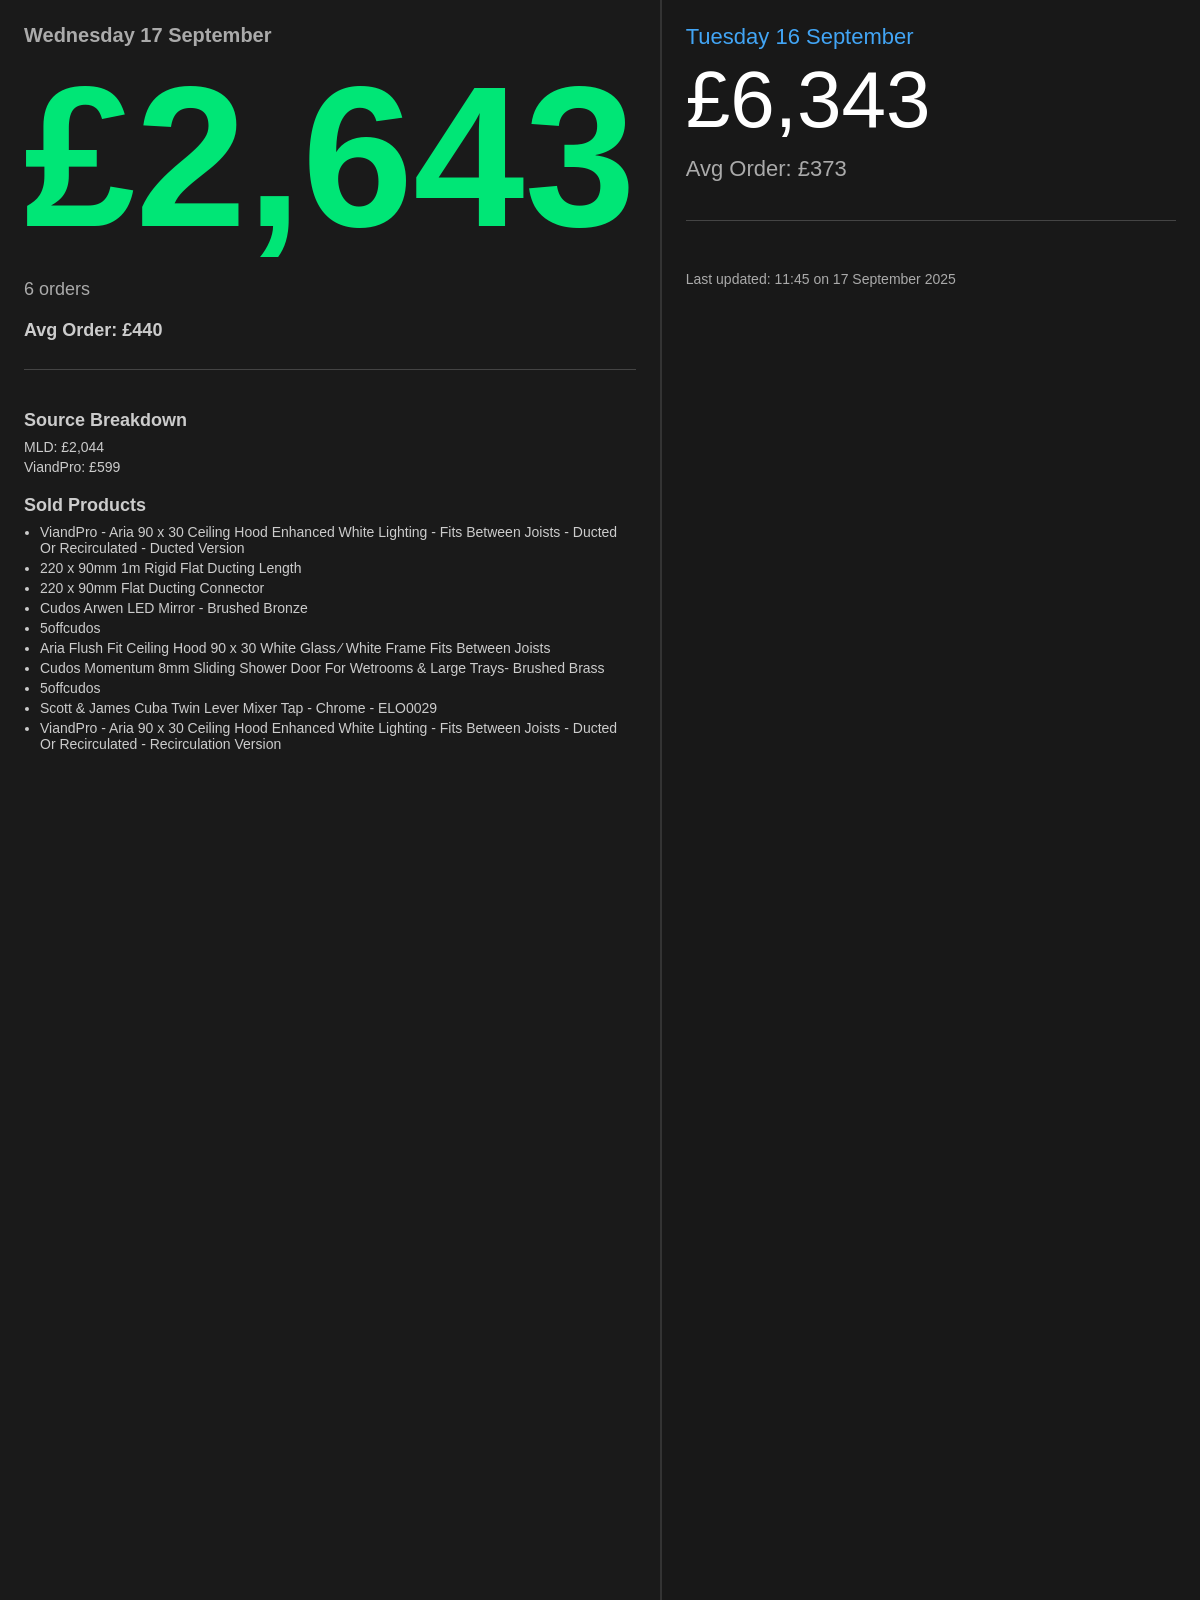 Wednesday 17 September
£2,643
6 orders
Avg Order: £440
Source Breakdown
MLD: £2,044
ViandPro: £599
Sold Products
• ViandPro - Aria 90 x 30 Ceiling Hood Enhanced White Lighting - Fits Between Joists - Ducted
Or Recirculated - Ducted Version
• 220 x 90mm 1m Rigid Flat Ducting Length
• 220 x 90mm Flat Ducting Connector
• Cudos Arwen LED Mirror - Brushed Bronze
• 5offcudos
• Aria Flush Fit Ceiling Hood 90 x 30 White Glass ⁄ White Frame Fits Between Joists
• Cudos Momentum 8mm Sliding Shower Door For Wetrooms & Large Trays- Brushed Brass
• 5offcudos
• Scott & James Cuba Twin Lever Mixer Tap - Chrome - ELO0029
• ViandPro - Aria 90 x 30 Ceiling Hood Enhanced White Lighting - Fits Between Joists - Ducted
Or Recirculated - Recirculation Version
Tuesday 16 September
£6,343
Avg Order: £373
Last updated: 11:45 on 17 September 2025